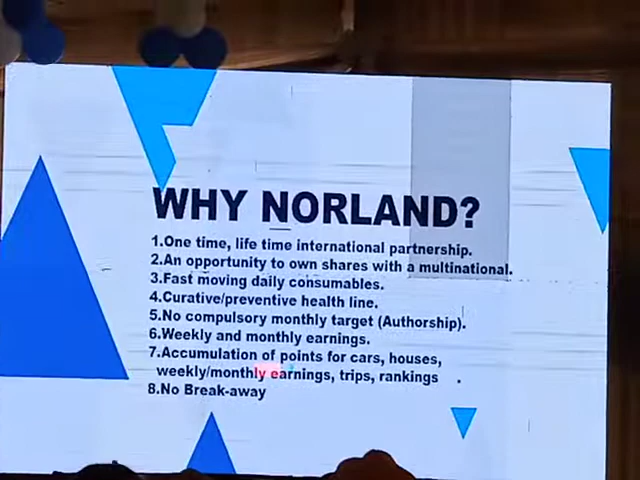 WHY NORLAND?
1.One time, life time international partnership.
2.An opportunity to own shares with a multinational.
3.Fast moving daily consumables.
4.Curative/preventive health line.
5.No compulsory monthly target (Authorship).
6.Weekly and monthly earnings.
7.Accumulation of points for cars, houses,
weekly/monthly earnings, trips, rankings .
8.No Break-away